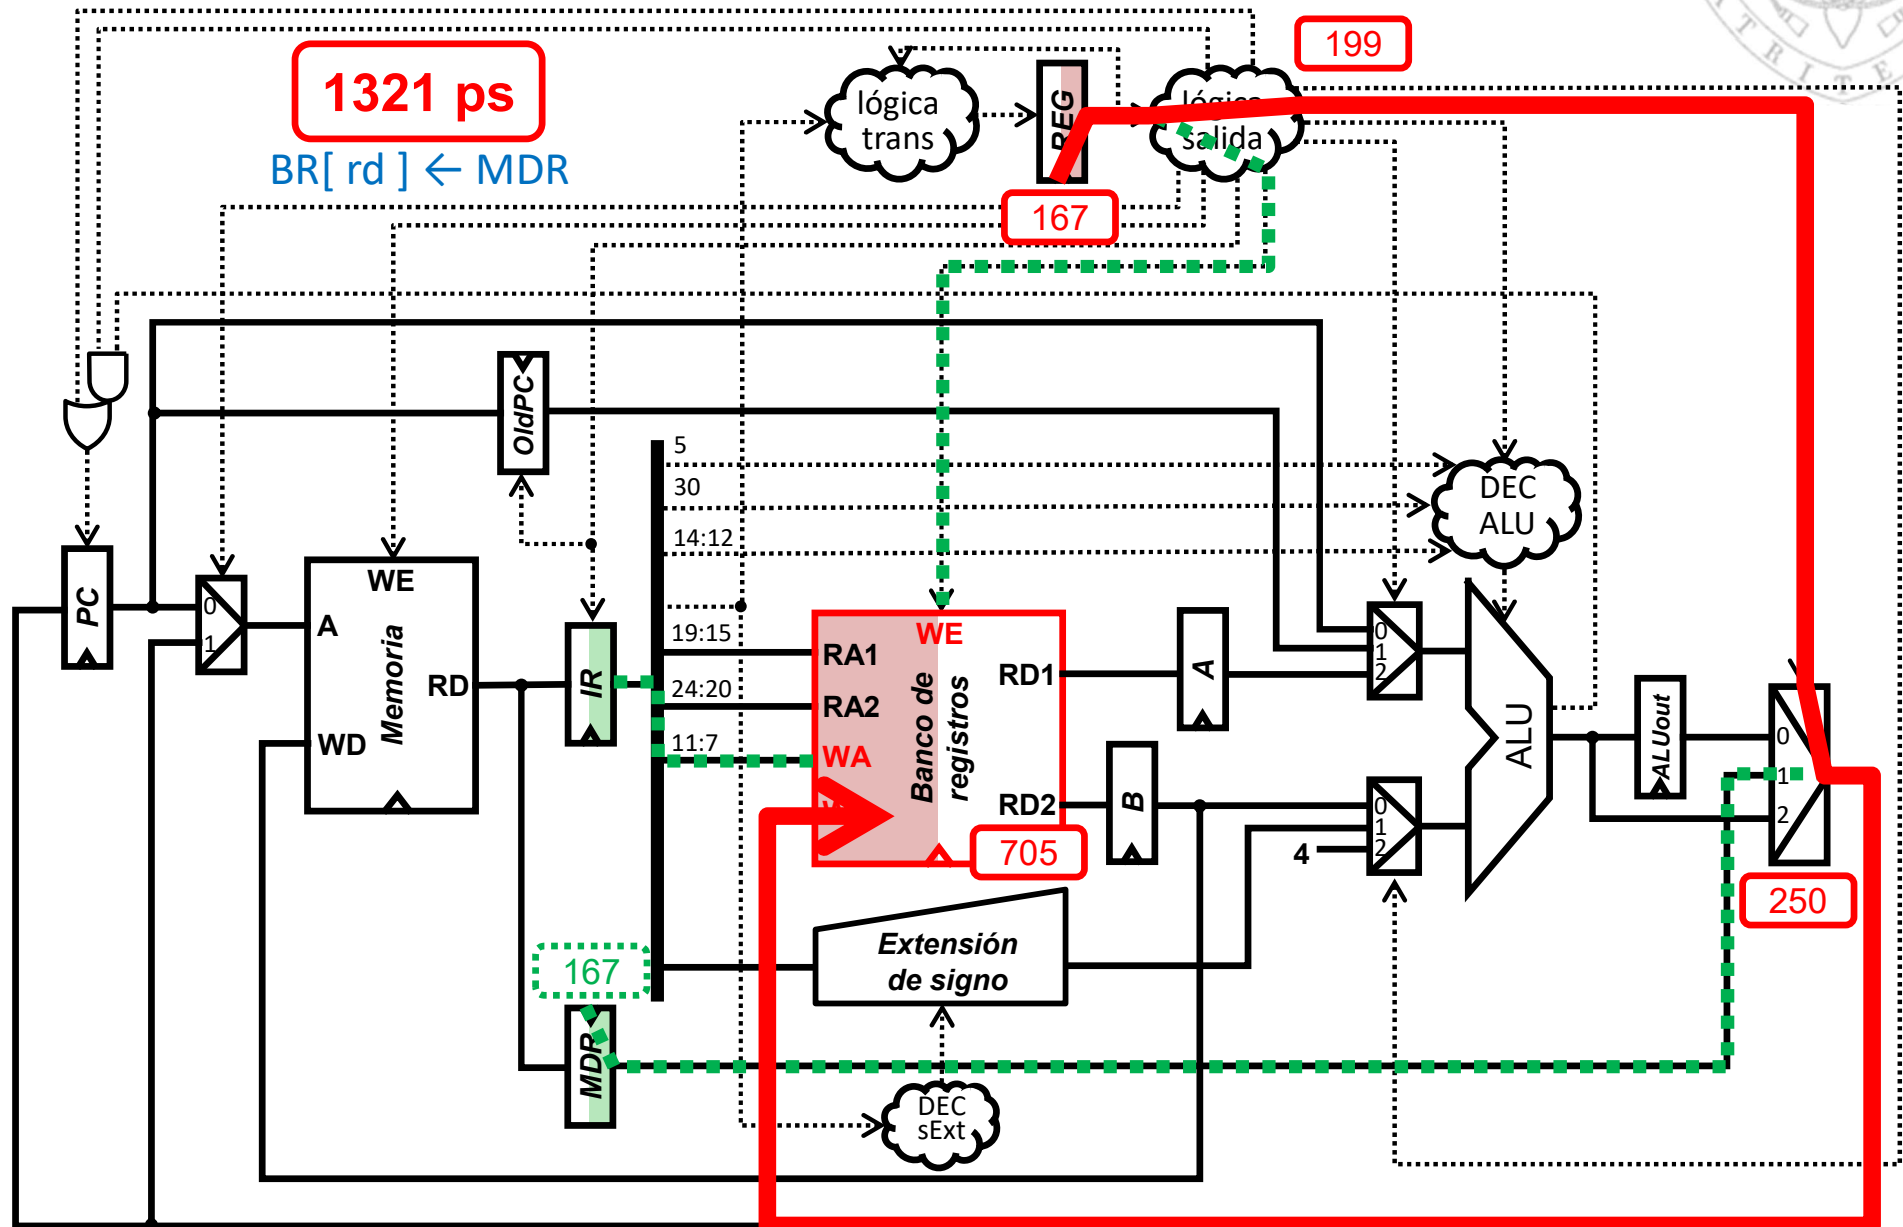 1321 ps
BR[ rd ] ← MDR
199
lógica
trans
REG
lógica
salida
167
OldPC
5
30
14:12
19:15
24:20
11:7
DEC
ALU
PC
0
1
WE
A
Memoria
RD
WD
IR
WE
RA1
RA2
WA
Banco de
registros
RD1
RD2
705
A
B
0
1
2
0
1
2
4
ALU
ALUout
0
1
2
250
Extensión
de signo
167
MDR
DEC
sExt
T R I T E